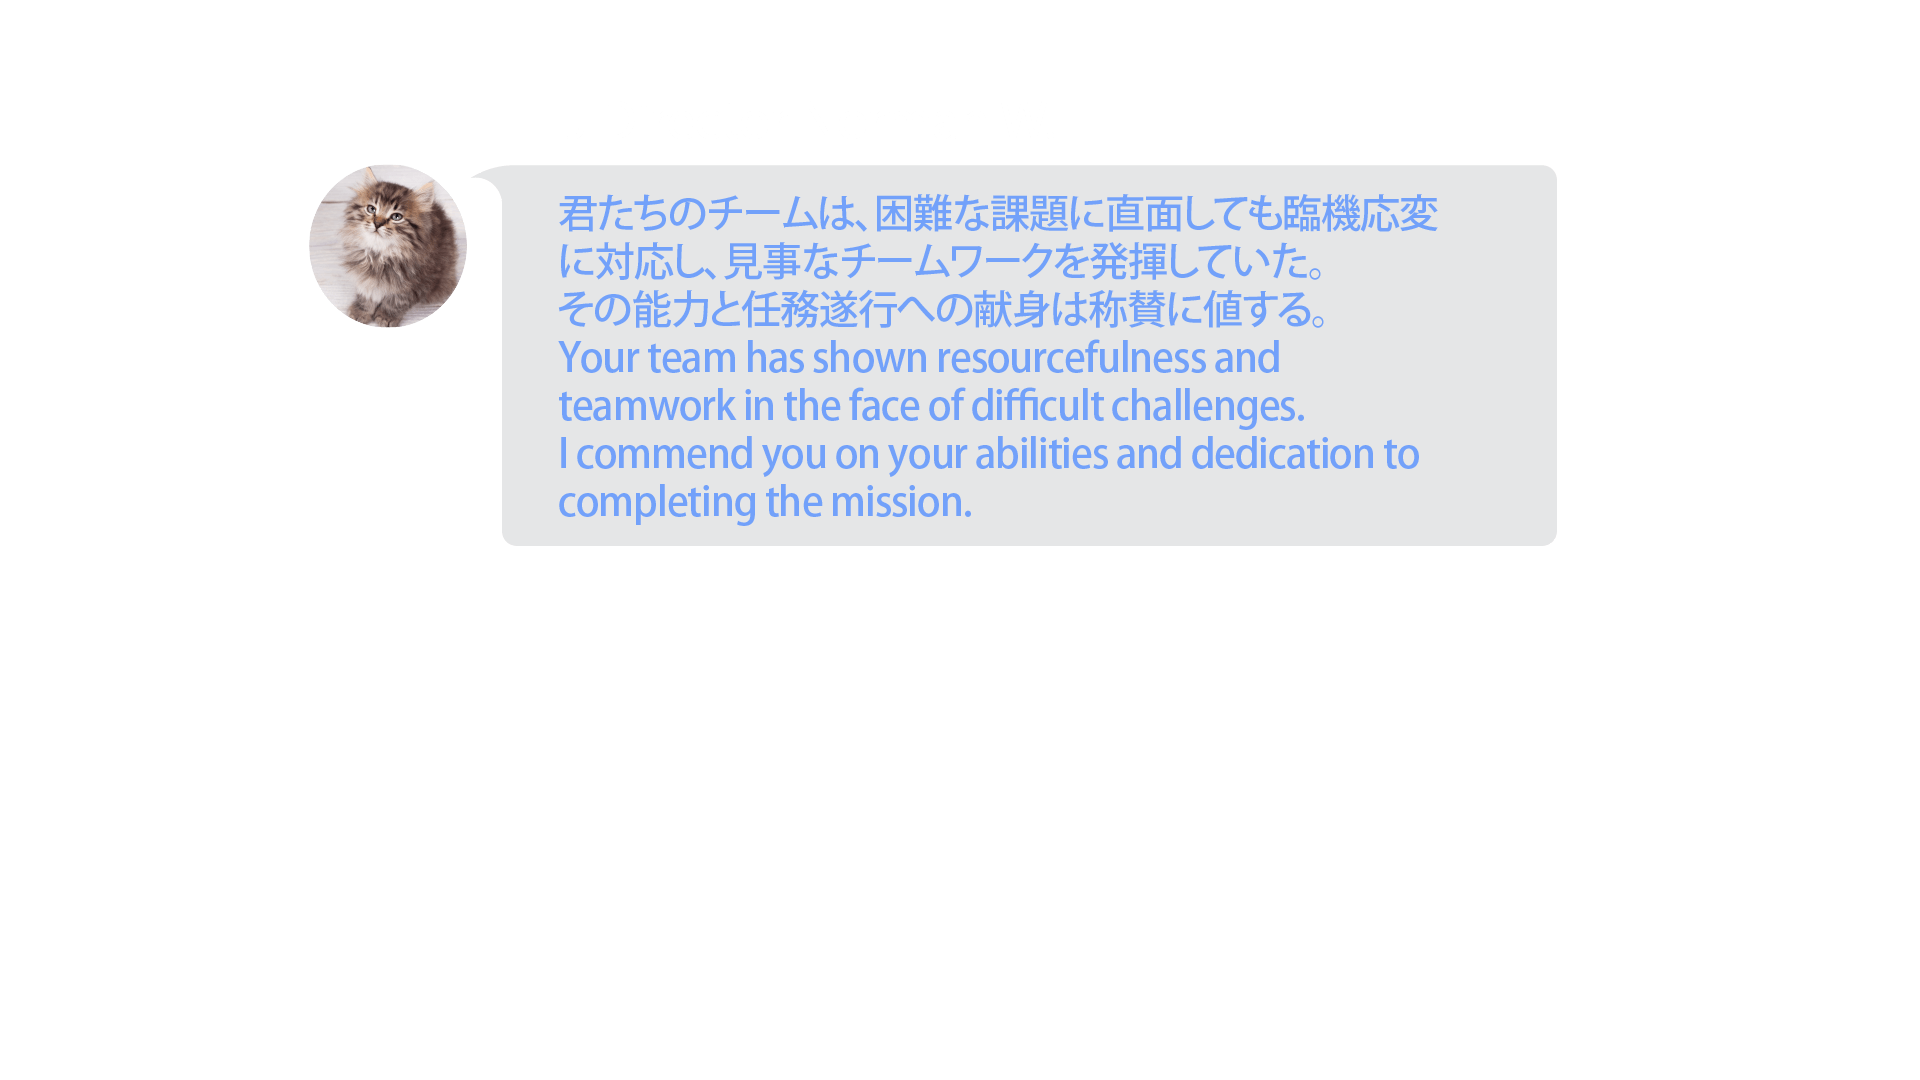 君たちのチームは、困難な課題に直面しても臨機応変
に対応し、見事なチームワークを発揮していた。
その能力と任務遂行への献身は称賛に値する。
Your team has shown resourcefulness and
teamwork in the face of difficult challenges.
I commend you on your abilities and dedication to
completing the mission.